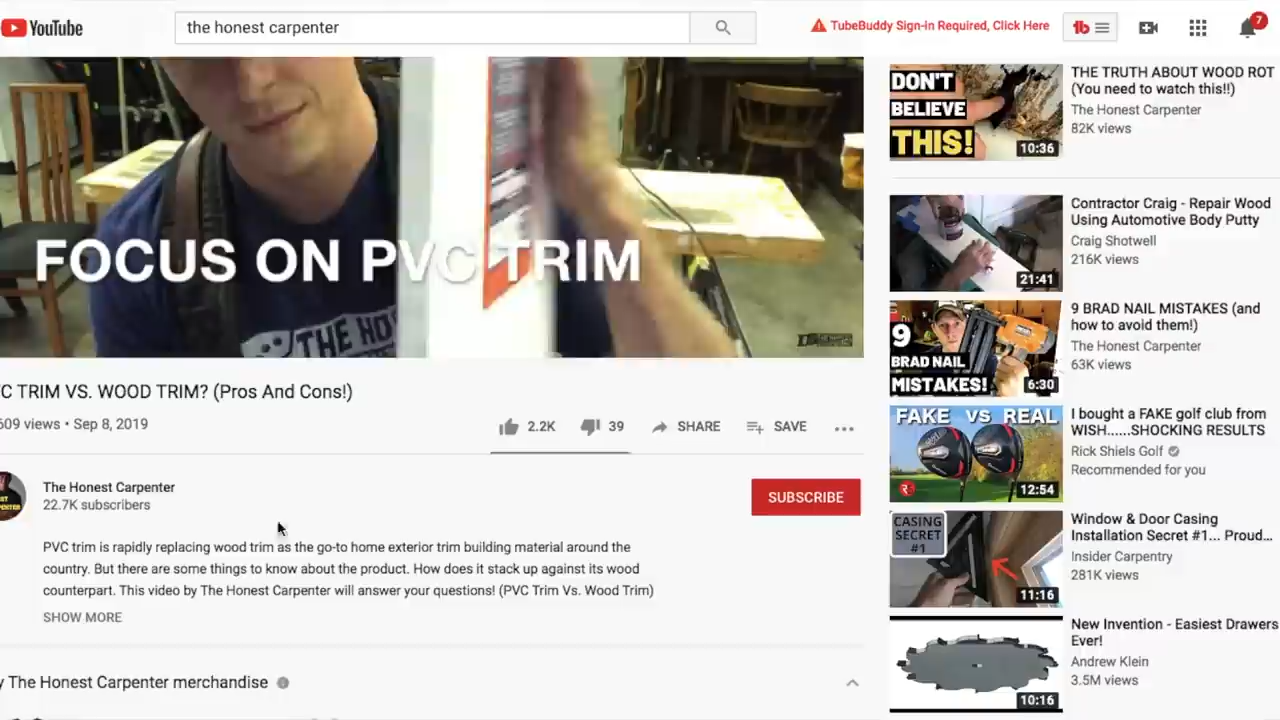 YouTube
the honest carpenter
TubeBuddy Sign-in Required, Click Here
tb
7
FOCUS ON PVC TRIM
THE HO
C TRIM VS. WOOD TRIM? (Pros And Cons!)
609 views • Sep 8, 2019
2.2K
39
SHARE
SAVE
The Honest Carpenter
22.7K subscribers
SUBSCRIBE
PVC trim is rapidly replacing wood trim as the go-to home exterior trim building material around the
country. But there are some things to know about the product. How does it stack up against its wood
counterpart. This video by The Honest Carpenter will answer your questions! (PVC Trim Vs. Wood Trim)
SHOW MORE
y The Honest Carpenter merchandise
DON'T
BELIEVE
THIS!
10:36
THE TRUTH ABOUT WOOD ROT
(You need to watch this!!)
The Honest Carpenter
82K views
21:41
Contractor Craig - Repair Wood
Using Automotive Body Putty
Craig Shotwell
216K views
9
BRAD NAIL
MISTAKES!
6:30
9 BRAD NAIL MISTAKES (and
how to avoid them!)
The Honest Carpenter
63K views
FAKE VS REAL
12:54
I bought a FAKE golf club from
WISH......SHOCKING RESULTS
Rick Shiels Golf
Recommended for you
CASING
SECRET
#1
11:16
Window & Door Casing
Installation Secret #1... Proud...
Insider Carpentry
281K views
10:16
New Invention - Easiest Drawers
Ever!
Andrew Klein
3.5M views